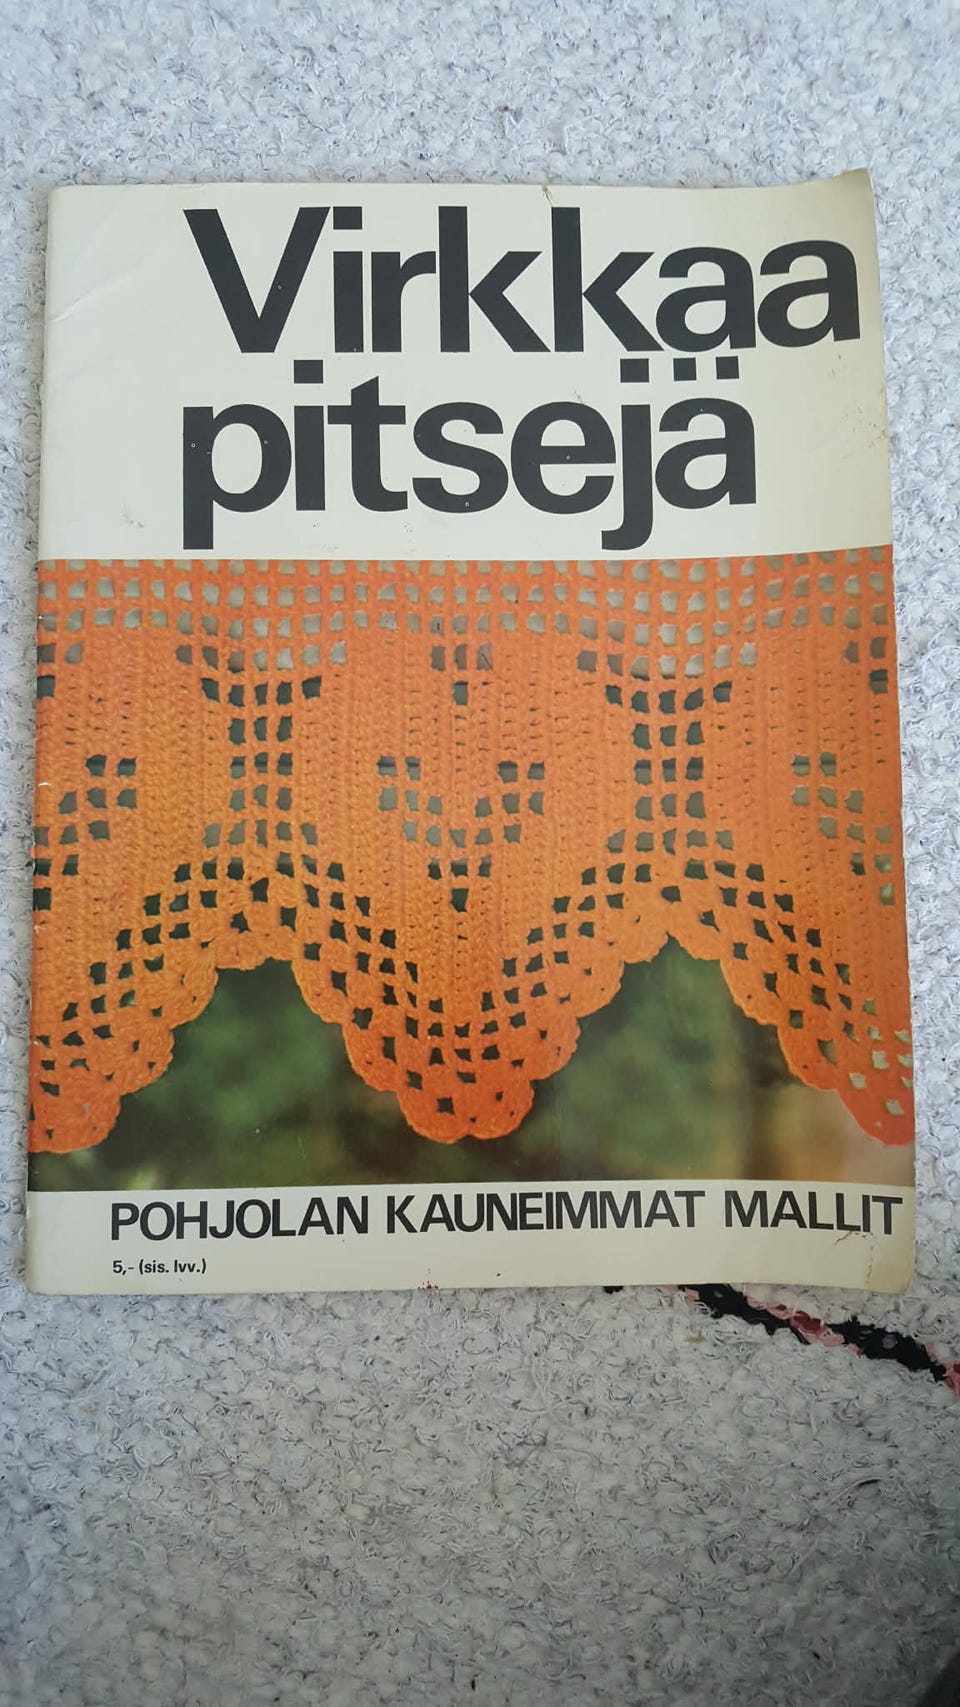 Virkkaa
pitsejä
POHJOLAN KAUNEIMMAT MALLIT
5,- (sis. lvv.)